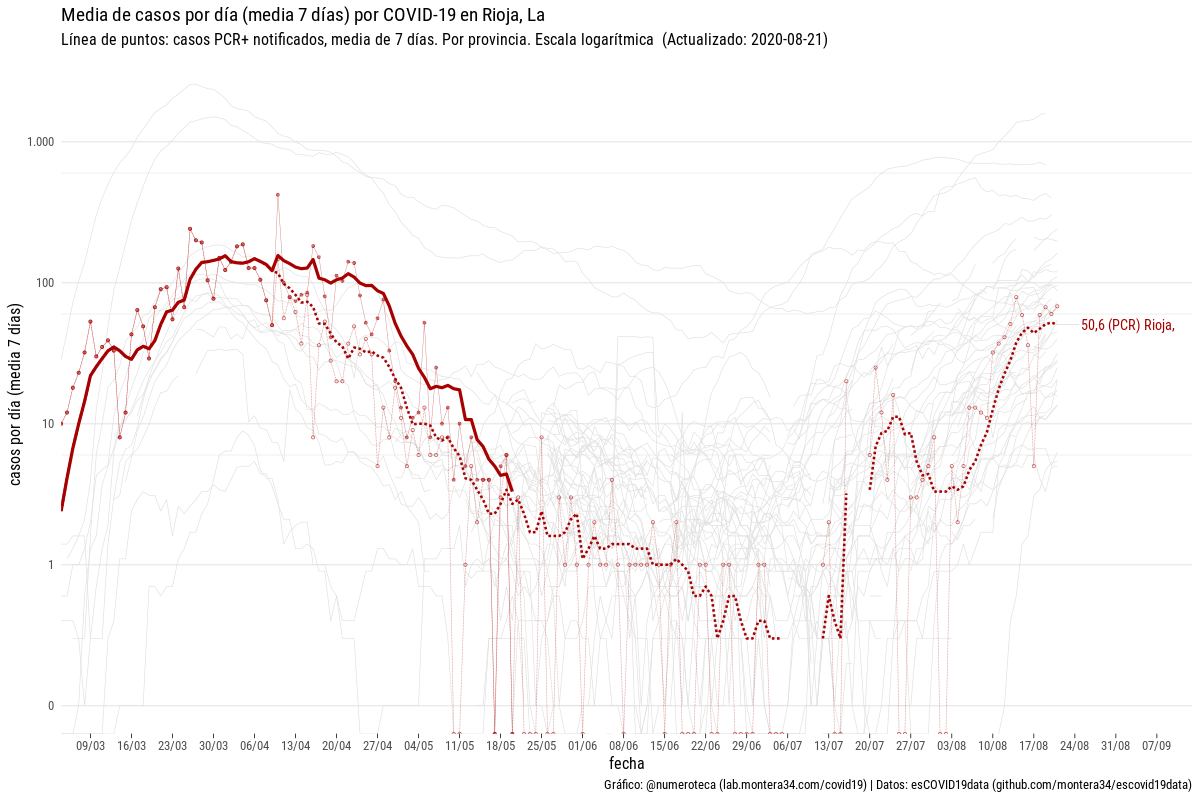 Media de casos por día (media 7 días) por COVID-19 en Rioja, La
Línea de puntos: casos PCR+ notificados, media de 7 días. Por provincia. Escala logarítmica (Actualizado: 2020-08-21)
casos por día (media 7 días)
1.000
100
10
1
0
50,6 (PCR) Rioja,
09/03 16/03 23/03 30/03 06/04 13/04 20/04 27/04 04/05 11/05 18/05 25/05 01/06 08/06 15/06 22/06 29/06 06/07 13/07 20/07 27/07 03/08 10/08 17/08 24/08 31/08 07/09
fecha
Gráfico: @numeroteca (lab.montera34.com/covid19) | Datos: esCOVID19data (github.com/montera34/escovid19data)